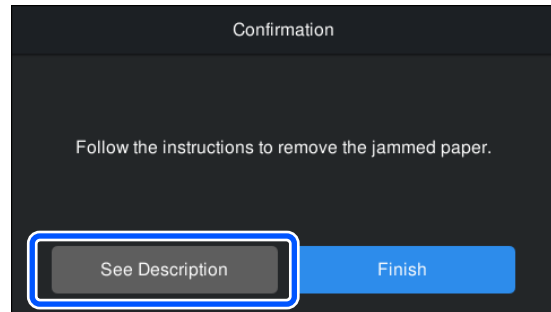 Confirmation
Follow the instructions to remove the jammed paper.
See Description
Finish